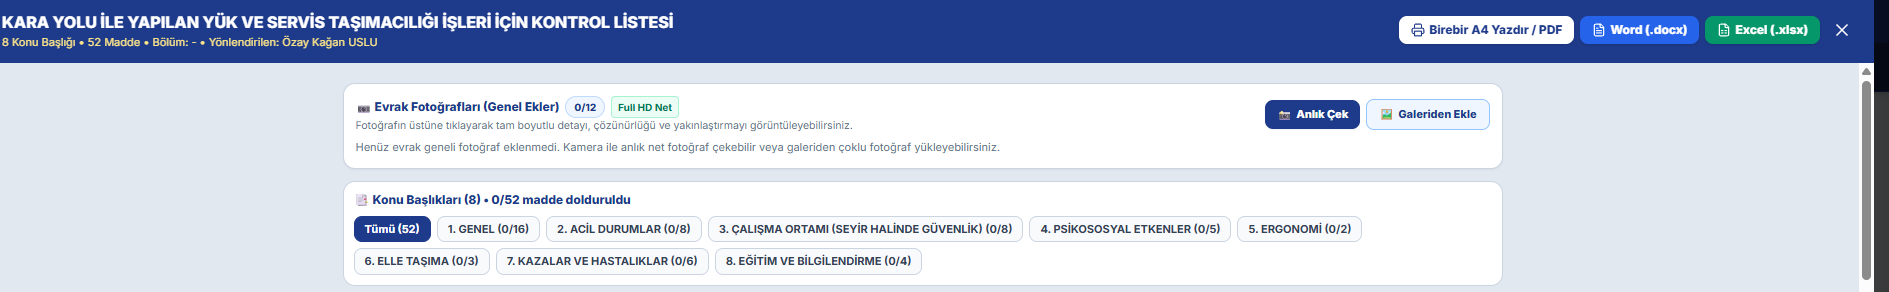 KARA YOLU İLE YAPILAN YÜK VE SERVİS TAŞIMACILIĞI İŞLERİ İÇİN KONTROL LİSTESİ
8 Konu Başlığı • 52 Madde • Bölüm: - • Yönlendirilen: Özay Kağan USLU
Birebir A4 Yazdır / PDF
Word (.docx)
Excel (.xlsx)
Evrak Fotoğrafları (Genel Ekler) 0/12 Full HD Net
Fotoğrafın üstüne tıklayarak tam boyutlu detayı, çözünürlüğü ve yakınlaştırmayı görüntüleyebilirsiniz.
Henüz evrak geneli fotoğraf eklenmedi. Kamera ile anlık net fotoğraf çekebilir veya galeriden çoklu fotoğraf yükleyebilirsiniz.
Anlık Çek
Galeriden Ekle
Konu Başlıkları (8) • 0/52 madde dolduruldu
Tümü (52) 1. GENEL (0/16) 2. ACİL DURUMLAR (0/8) 3. ÇALIŞMA ORTAMI (SEYİR HALİNDE GÜVENLİK) (0/8) 4. PSİKOSOSYAL ETKENLER (0/5) 5. ERGONOMİ (0/2)
6. ELLE TAŞIMA (0/3) 7. KAZALAR VE HASTALIKLAR (0/6) 8. EĞİTİM VE BİLGİLENDİRME (0/4)